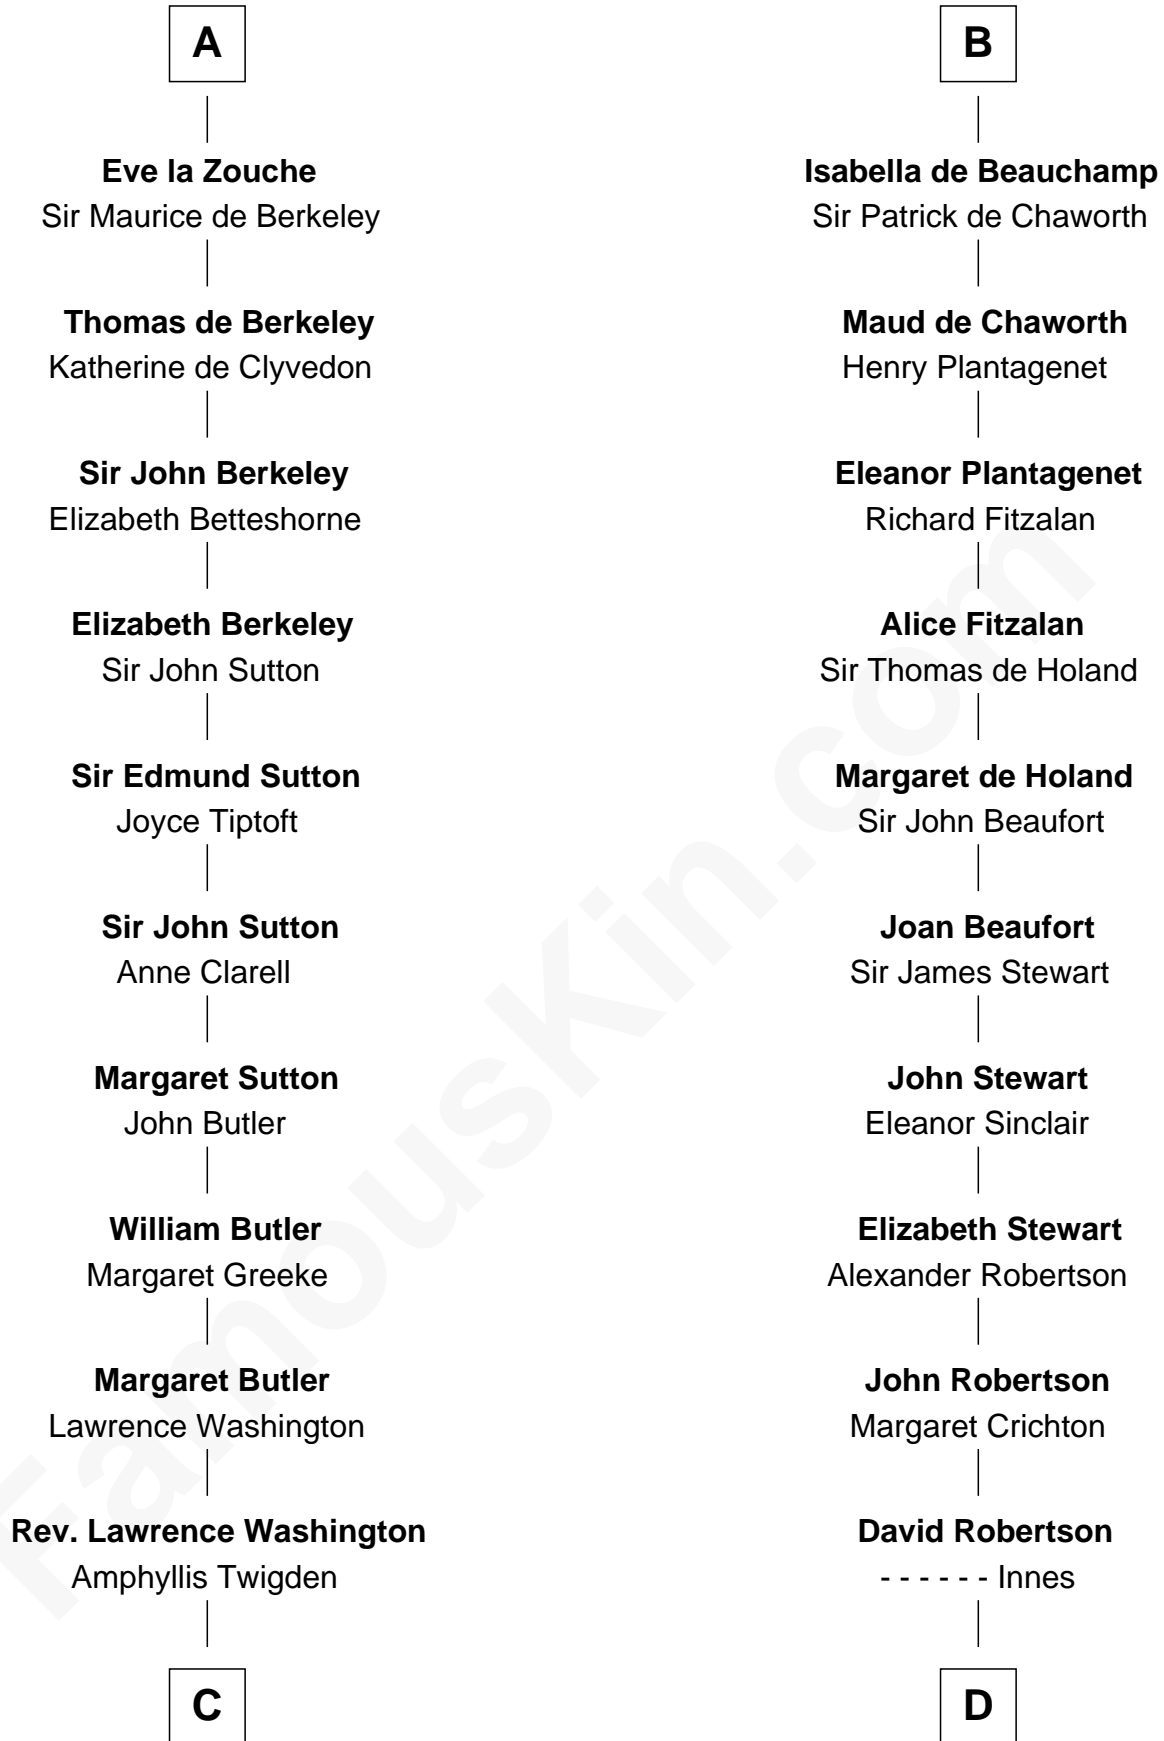 A
Eve la Zouche
Sir Maurice de Berkeley
Thomas de Berkeley
Katherine de Clyvedon
Sir John Berkeley
Elizabeth Betteshorne
Elizabeth Berkeley
Sir John Sutton
Sir Edmund Sutton
Joyce Tiptoft
Sir John Sutton
Anne Clarell
Margaret Sutton
John Butler
William Butler
Margaret Greeke
Margaret Butler
Lawrence Washington
Rev. Lawrence Washington
Amphyllis Twigden
C
B
Isabella de Beauchamp
Sir Patrick de Chaworth
Maud de Chaworth
Henry Plantagenet
Eleanor Plantagenet
Richard Fitzalan
Alice Fitzalan
Sir Thomas de Holand
Margaret de Holand
Sir John Beaufort
Joan Beaufort
Sir James Stewart
John Stewart
Eleanor Sinclair
Elizabeth Stewart
Alexander Robertson
John Robertson
Margaret Crichton
David Robertson
- - - - - - Innes
D
FamousKin.com